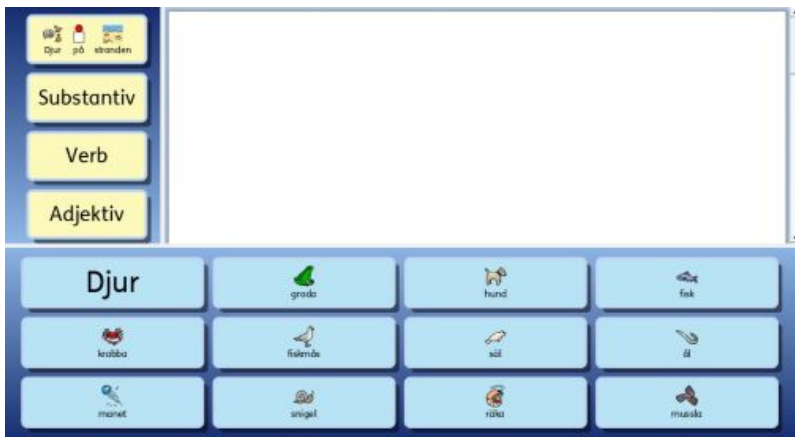 Djur på stranden
Substantiv
Verb
Adjektiv
Djur
groda
hund
fisk
krabba
fiskmås
säl
ål
manet
snigel
räka
mussla